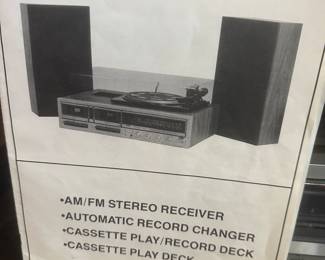 •AM/FM STEREO RECEIVER
•AUTOMATIC RECORD CHANGER
•CASSETTE PLAY/RECORD DECK
•CASSETTE PLAY DECK